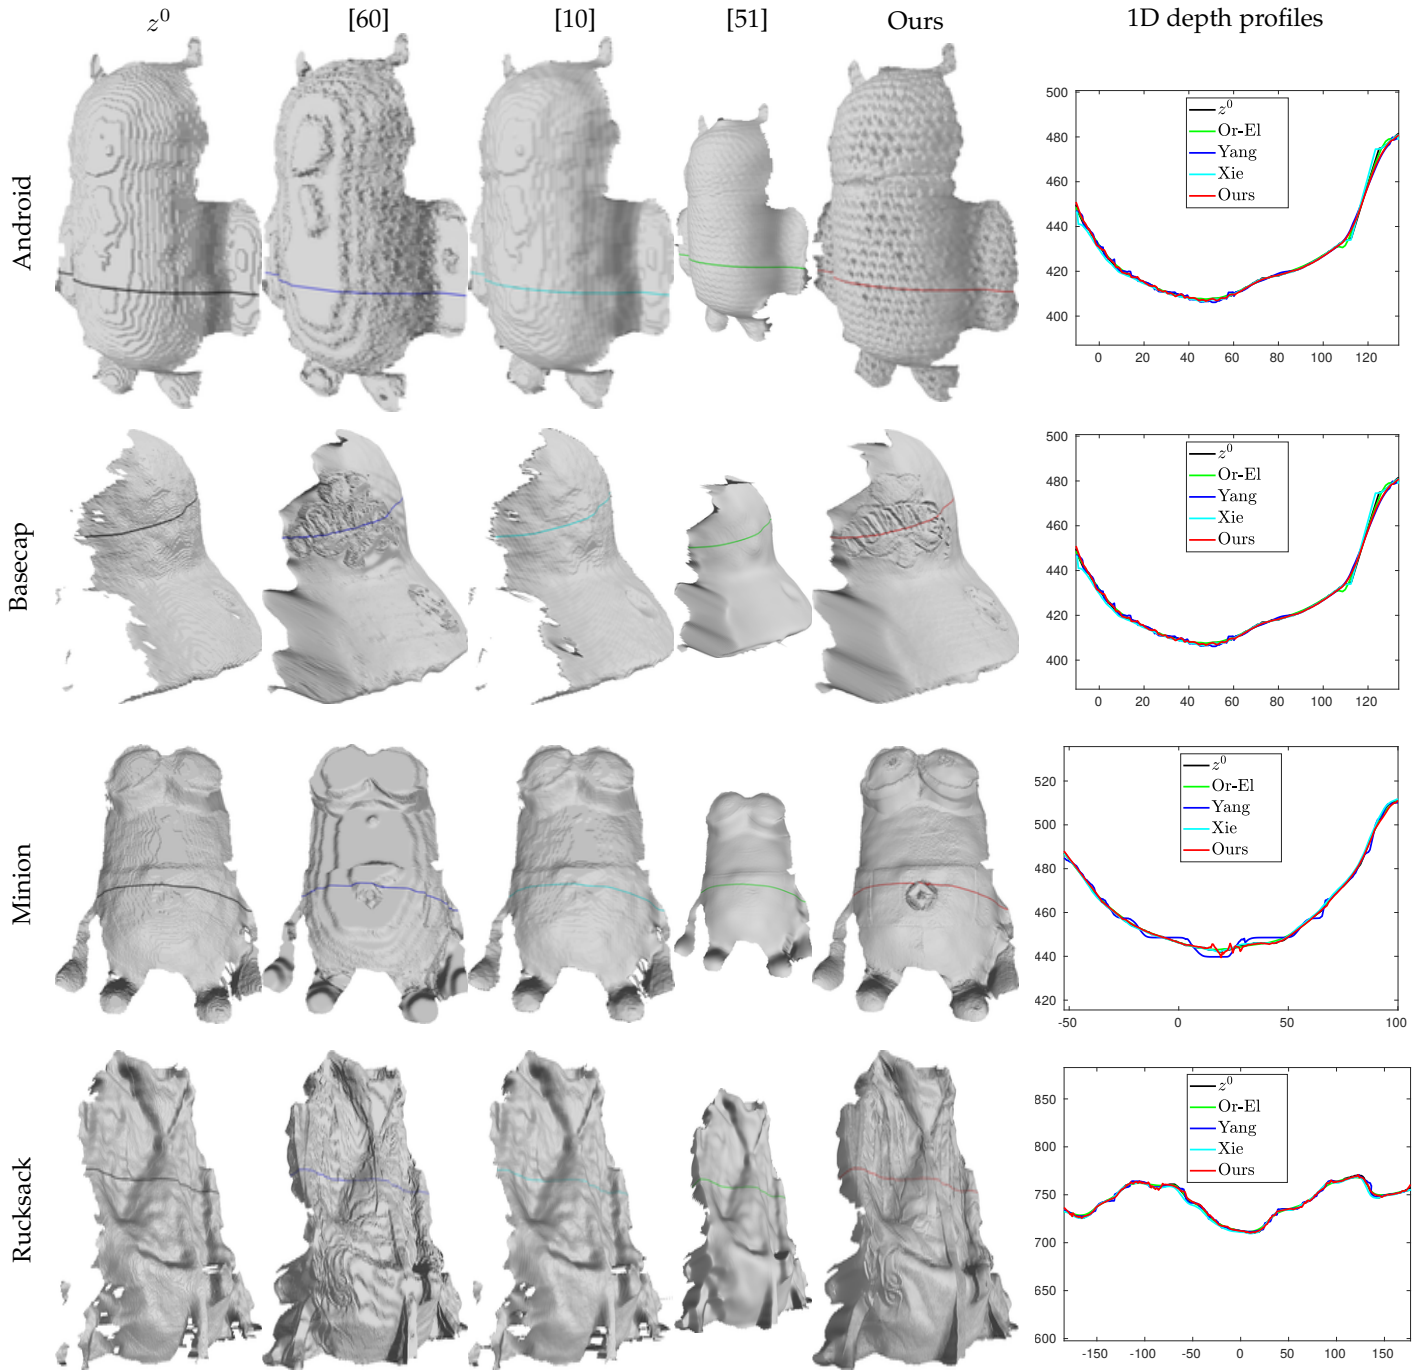 z^0 [60] [10] [51] Ours 1D depth profiles
Android
500
480
460
440
420
400
0 20 40 60 80 100 120
z^0
Or-El
Yang
Xie
Ours
Basecap
500
480
460
440
420
400
0 20 40 60 80 100 120
z^0
Or-El
Yang
Xie
Ours
Minion
520
500
480
460
440
420
-50 0 50 100
z^0
Or-El
Yang
Xie
Ours
Rucksack
850
800
750
700
650
600
-150 -100 -50 0 50 100 150
z^0
Or-El
Yang
Xie
Ours